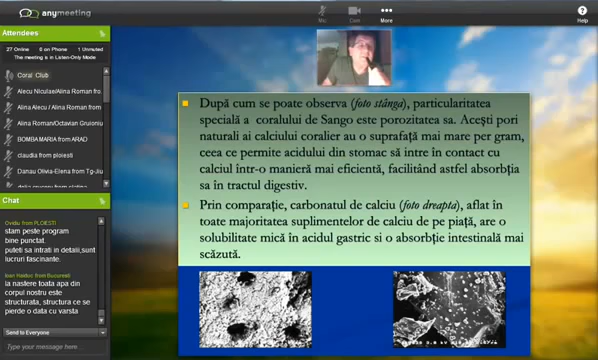 anymeeting
Mic
Cam
More
Help
Attendees
27 Online 0 on Phone 1 Unmuted
The meeting is in Listen-Only Mode
Coral Club
Alecu NIculae/Alina Roman fro
Alina Alecu / Alina Roman from
Alina Roman/Octavian Grunioniu
BOMBA MARIA from ARAD
claudia from ploiesti
Danau Olivia-Elena from Tg-Jiu
Chat
Ovidiu from PLOIESTI
stam peste program
bine punctat.
puteti sa intrati in detalii,sunt
lucruri fascinante.
Ioan Haidoc from Bucuresti
la nastere toata apa din
corpul nostru este
structurata, structura ce se
pierde o data cu varsta
Send to Everyone
Type your message here ...
După cum se poate observa (foto stânga), particularitatea
specială a coralului de Sango este porozitatea sa. Acești pori
naturali ai calciului coralier au o suprafață mai mare per gram,
ceea ce permite acidului din stomac să intre în contact cu
calciul într-o manieră mai eficientă, facilitând astfel absorbția
sa în tractul digestiv.
Prin comparație, carbonatul de calciu (foto dreapta), aflat în
toate majoritatea suplimentelor de calciu de pe piață, are o
solubilitate mică în acidul gastric si o absorbție intestinală mai
scăzută.